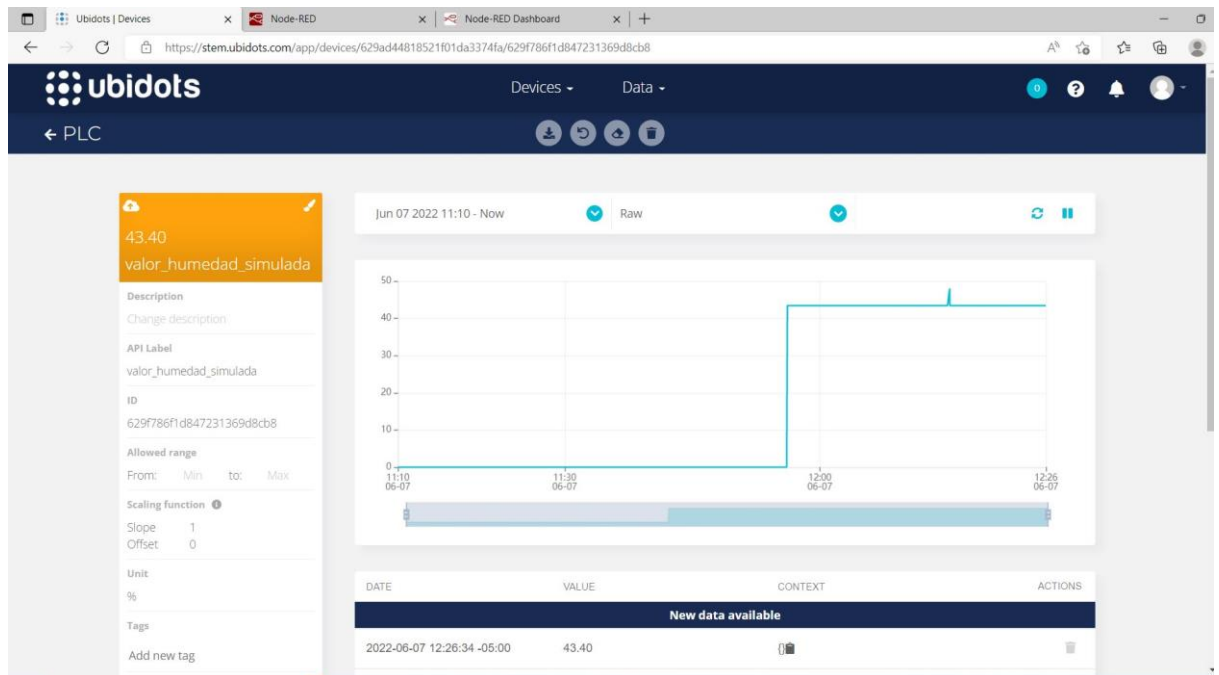 Ubidots | Devices
Node-RED
Node-RED Dashboard
https://stem.ubidots.com/app/devices/629ad44818521f01da3374fa/629f786f1d847231369d8cb8
ubidots
Devices
Data
0
PLC
43.40
valor_humedad_simulada
Description
Change description
API Label
valor_humedad_simulada
ID
629f786f1d847231369d8cb8
Allowed range
From: Min to: Max
Scaling function
Slope 1
Offset 0
Unit
%
Tags
Add new tag
Jun 07 2022 11:10 - Now
Raw
50
40
30
20
10
0
11:10 11:30 12:00 12:26
06-07 06-07 06-07 06-07
DATE VALUE CONTEXT ACTIONS
New data available
2022-06-07 12:26:34 -05:00 43.40 {}